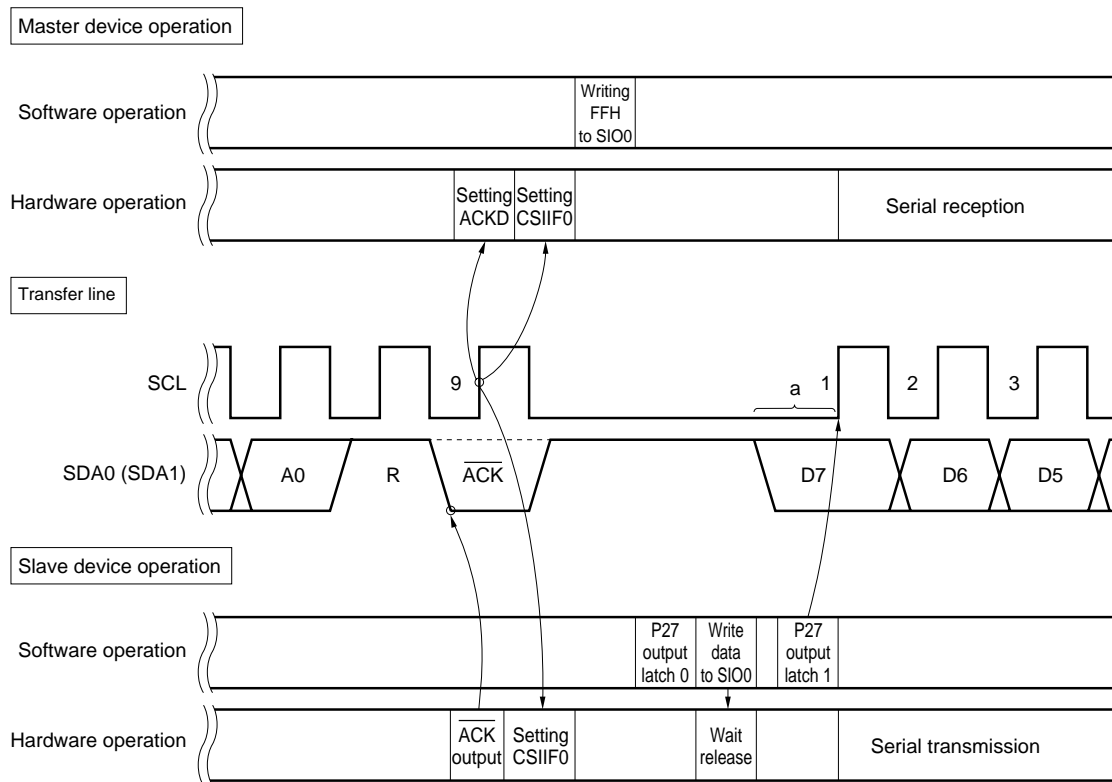 Master device operation
Software operation
Writing
FFH
to SIO0
Hardware operation
Setting
ACKD
Setting
CSIIF0
Serial reception
Transfer line
SCL
9
a
1
2
3
SDA0 (SDA1)
A0
R
ACK
D7
D6
D5
Slave device operation
Software operation
P27
output
latch 0
Write
data
to SIO0
P27
output
latch 1
Hardware operation
ACK
output
Setting
CSIIF0
Wait
release
Serial transmission